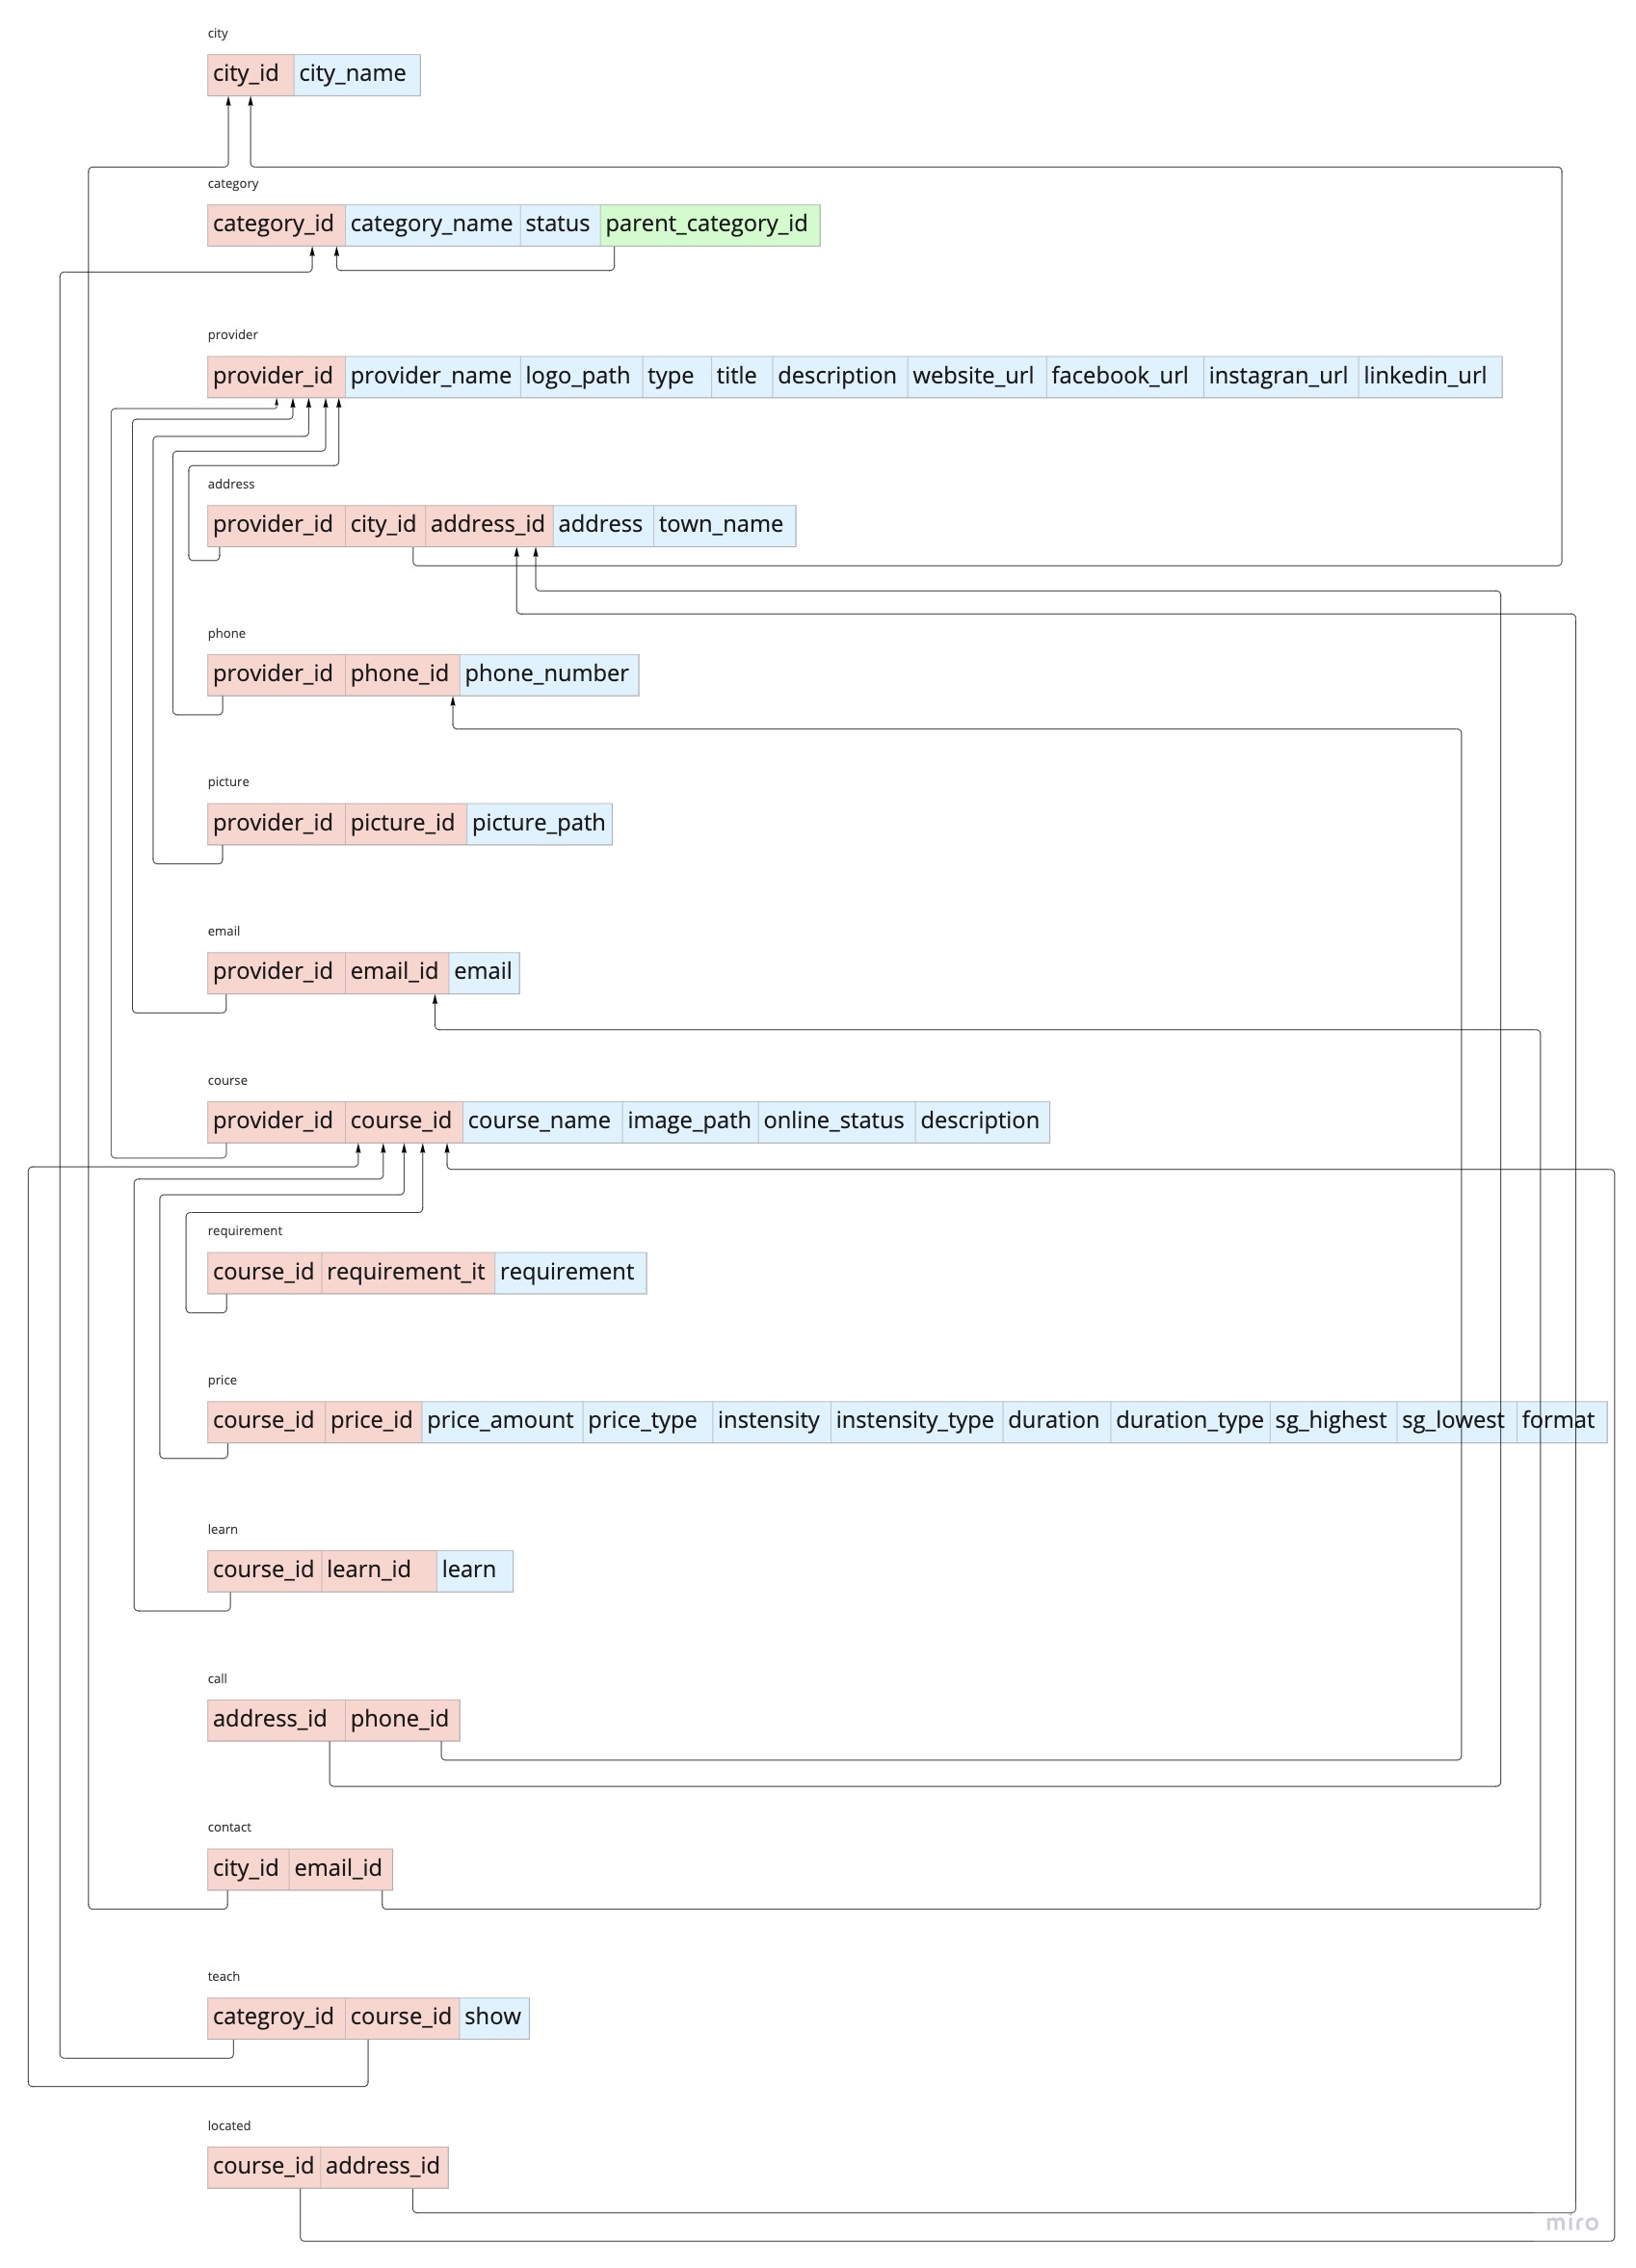 city
city_id city_name
category
category_id category_name status parent_category_id
provider
provider_id provider_name logo_path type title description website_url facebook_url instagran_url linkedin_url
address
provider_id city_id address_id address town_name
phone
provider_id phone_id phone_number
picture
provider_id picture_id picture_path
email
provider_id email_id email
course
provider_id course_id course_name image_path online_status description
requirement
course_id requirement_it requirement
price
course_id price_id price_amount price_type instensity instensity_type duration duration_type sg_highest sg_lowest format
learn
course_id learn_id learn
call
address_id phone_id
contact
city_id email_id
teach
categroy_id course_id show
located
course_id address_id
miro